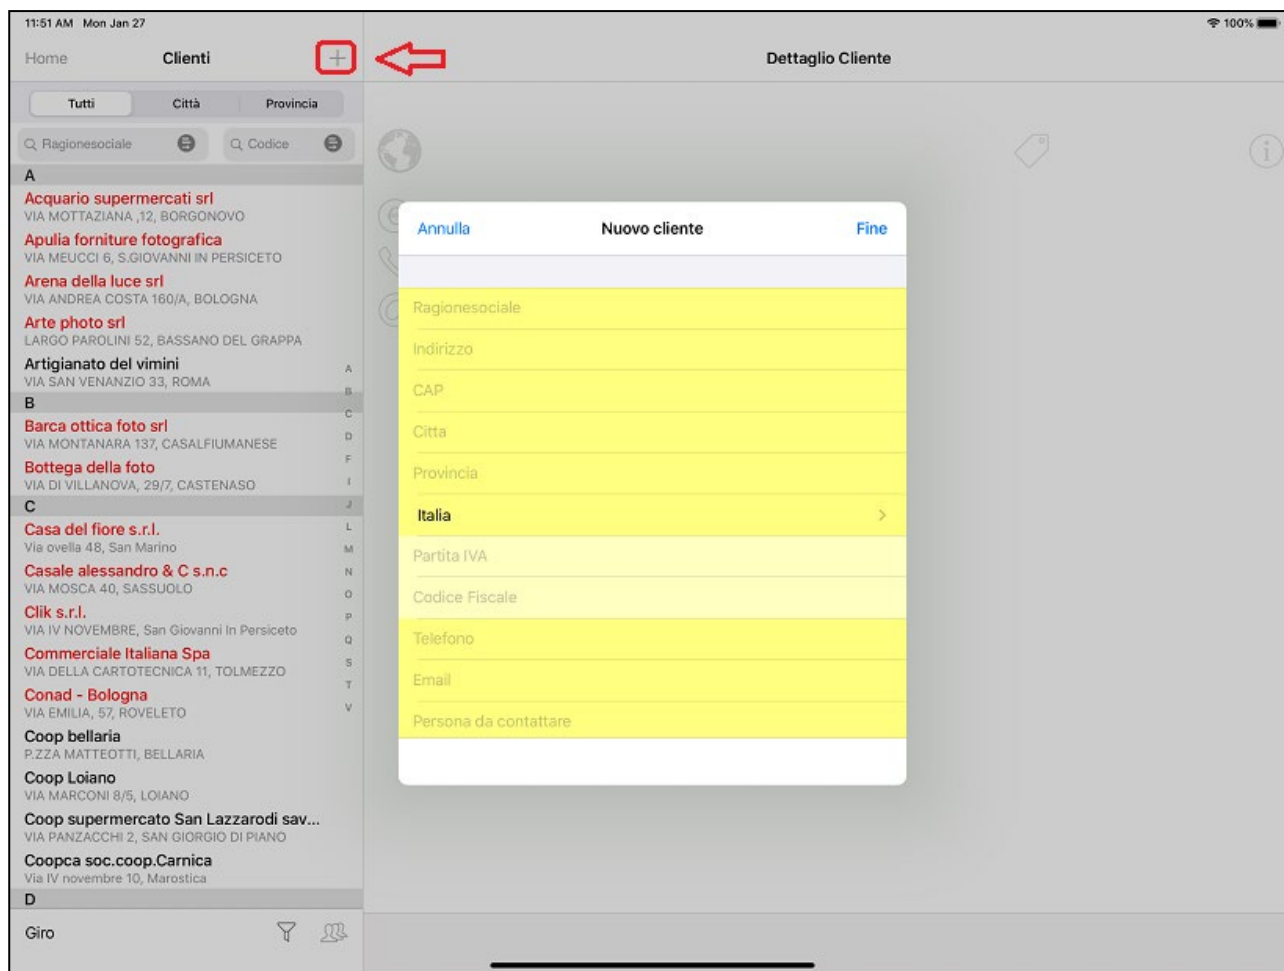 11:51 AM Mon Jan 27
100%
Home
Clienti
Dettaglio Cliente
Tutti
Città
Provincia
Ragionesociale
Codice
A
Acquario supermercati srl
VIA MOTTAZIANA ,12, BORGONOVO
Apulia forniture fotografica
VIA MEUCCI 6, S.GIOVANNI IN PERSICETO
Arena della luce srl
VIA ANDREA COSTA 160/A, BOLOGNA
Arte photo srl
LARGO PAROLINI 52, BASSANO DEL GRAPPA
Artigianato del vimini
VIA SAN VENANZIO 33, ROMA
B
Barca ottica foto srl
VIA MONTANARA 137, CASALFIUMANESE
Bottega della foto
VIA DI VILLANOVA, 29/7, CASTENASO
C
Casa del fiore s.r.l.
Via ovella 48, San Marino
Casale alessandro & C s.n.c
VIA MOSCA 40, SASSUOLO
Clik s.r.l.
VIA IV NOVEMBRE, San Giovanni In Persiceto
Commerciale Italiana Spa
VIA DELLA CARTOTECNICA 11, TOLMEZZO
Conad - Bologna
VIA EMILIA, 57, ROVELETO
Coop bellaria
P.ZZA MATTEOTTI, BELLARIA
Coop Loiano
VIA MARCONI 8/5, LOIANO
Coop supermercato San Lazzarodi sav...
VIA PANZACCHI 2, SAN GIORGIO DI PIANO
Coopca soc.coop.Carnica
Via IV novembre 10, Marostica
D
Giro
A
B
C
D
F
I
J
L
M
N
O
P
Q
S
T
V
Annulla
Nuovo cliente
Fine
Ragionesociale
Indirizzo
CAP
Citta
Provincia
Italia
Partita IVA
Codice Fiscale
Telefono
Email
Persona da contattare